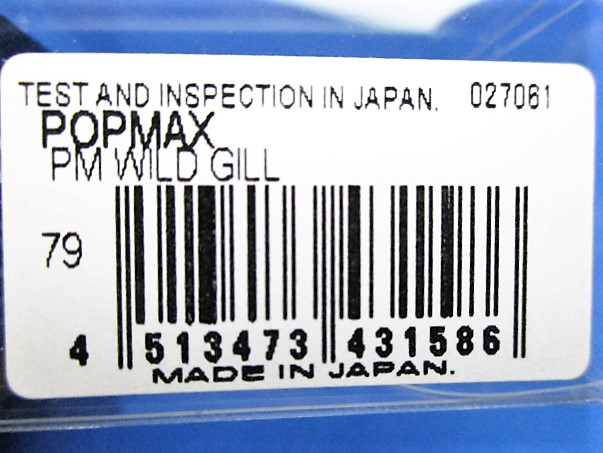 TEST AND INSPECTION IN JAPAN. 027061
POPMAX
PM WILD GILL
79
4 513473 431586
MADE IN JAPAN.